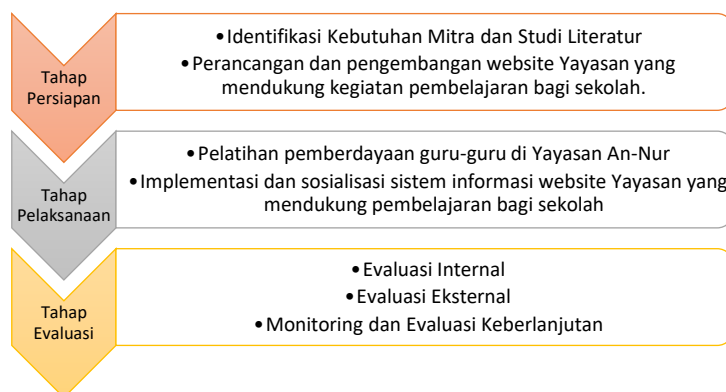 Tahap
Persiapan
•Identifikasi Kebutuhan Mitra dan Studi Literatur
•Perancangan dan pengembangan website Yayasan yang
mendukung kegiatan pembelajaran bagi sekolah.
Tahap
Pelaksanaan
•Pelatihan pemberdayaan guru-guru di Yayasan An-Nur
•Implementasi dan sosialisasi sistem informasi website Yayasan yang
mendukung pembelajaran bagi sekolah
Tahap
Evaluasi
•Evaluasi Internal
•Evaluasi Eksternal
•Monitoring dan Evaluasi Keberlanjutan